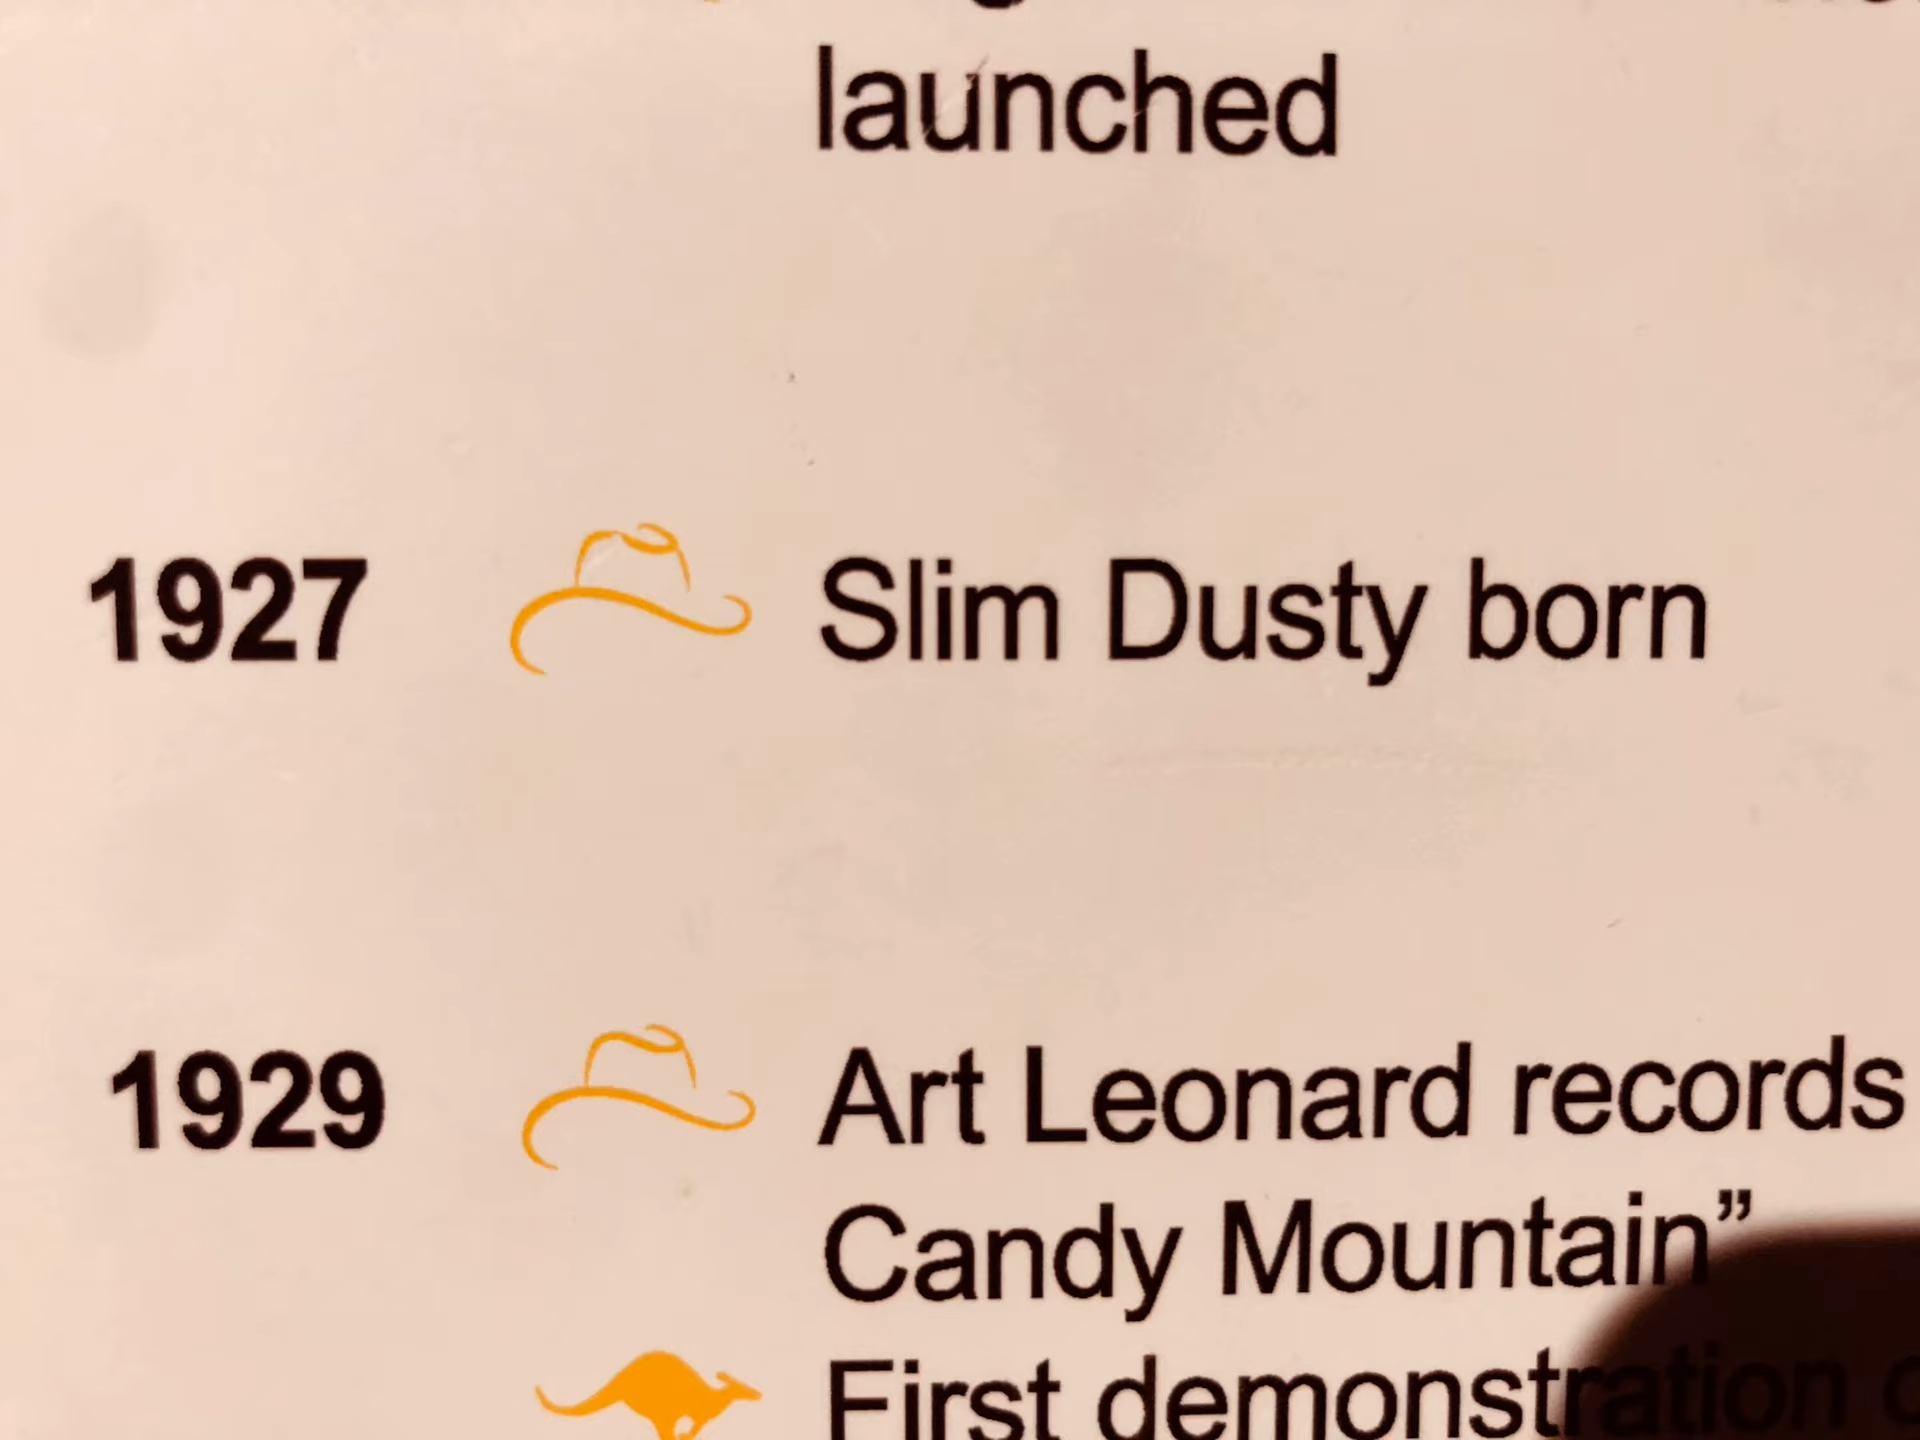 launched
1927 Slim Dusty born
1929 Art Leonard records
Candy Mountain”
First demonstration